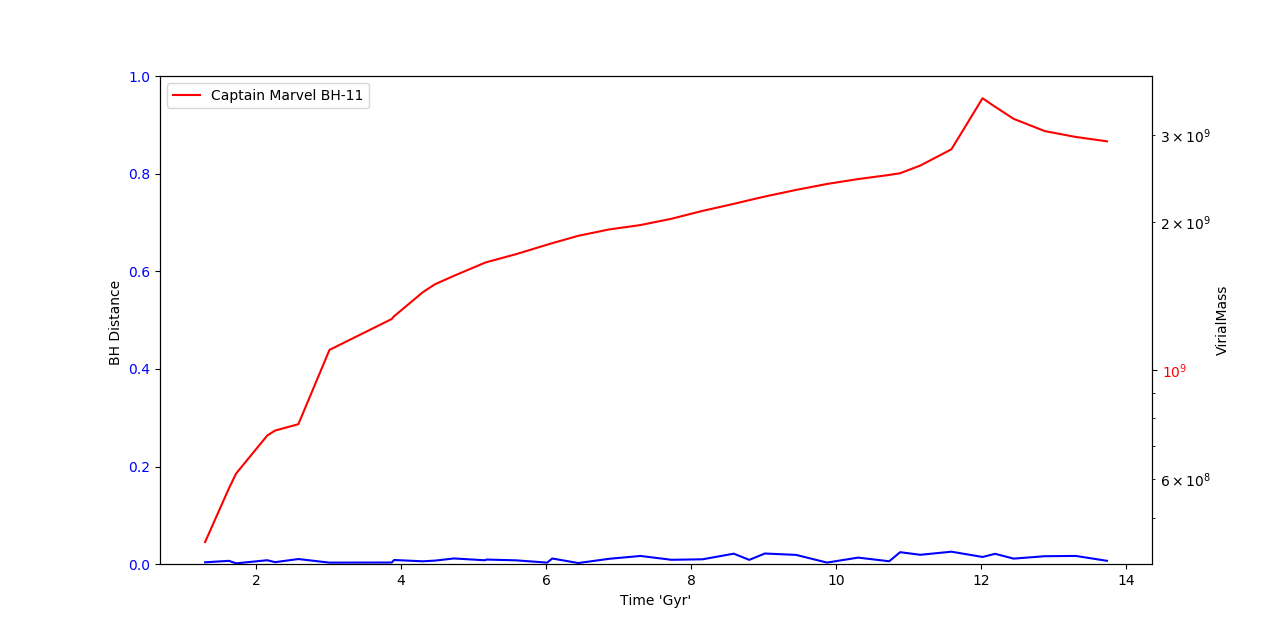 Captain Marvel BH-11
1.0
0.8
0.6
0.4
0.2
0.0
BH Distance
2
4
6
8
10
12
14
Time 'Gyr'
3 × 10⁹
2 × 10⁹
10⁹
6 × 10⁸
VirialMass